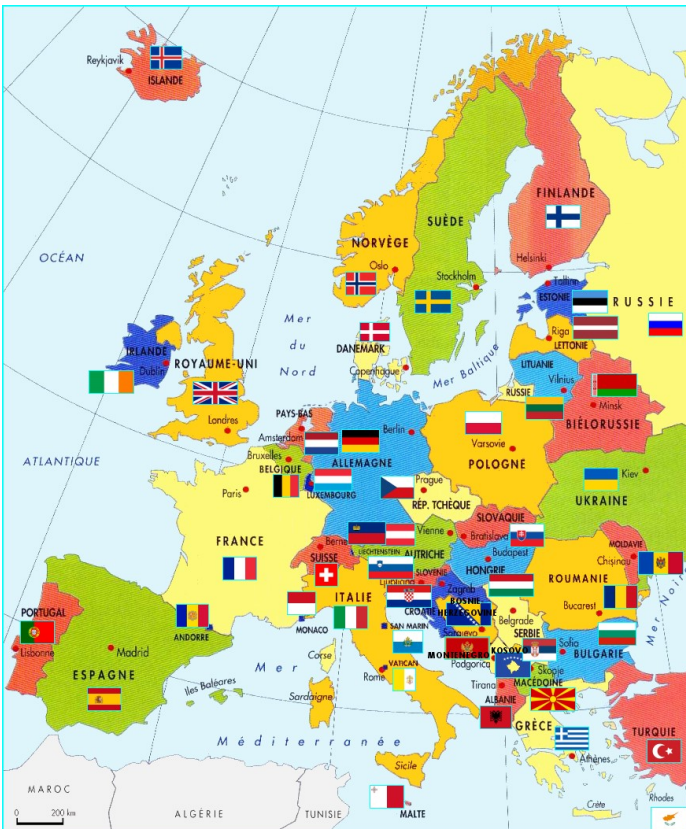 Reykjavik
ISLANDE
FINLANDE
SUÈDE
NORVÈGE
OCÉAN
Oslo
Helsinki
Stockholm
Tallinn
ESTONIE
RUSSIE
Mer
du
Nord
Riga
LETTONIE
DANEMARK
IRLANDE
Dublin
ROYAUME-UNI
Copenhague
Mer Baltique
LITUANIE
Vilnius
RUSSIE
Minsk
BIÉLORUSSIE
PAYS-BAS
Londres
Amsterdam
Berlin
Varsovie
Bruxelles
BELGIQUE
ALLEMAGNE
POLOGNE
ATLANTIQUE
Kiev
UKRAINE
Paris
LUXEMBOURG
Prague
RÉP. TCHÈQUE
SLOVAQUIE
FRANCE
Berne
Vienne
Bratislava
MOLDAVIE
SUISSE
LIECHTENSTEIN
AUTRICHE
Budapest
HONGRIE
Chișinau
SLOVÉNIE
Ljubljana
Zagreb
ROUMANIE
ITALIE
CROATIE
BOSNIE
HERZEGOVINE
Belgrade
Bucarest
PORTUGAL
ANDORRE
MONACO
SAN MARIN
Sarajevo
SERBIE
Mer Noire
Lisbonne
Madrid
Corse
MONTENEGRO
KOSOVO
Sofia
BULGARIE
ESPAGNE
Mer
VATICAN
Rome
Podgorica
Skopje
MACÉDOINE
Iles Baléares
Sardaigne
Tirana
ALBANIE
GRÈCE
TURQUIE
Méditerranée
Athènes
Sicile
MAROC
ALGÉRIE
TUNISIE
MALTE
Crète
Rhodes
0 200 km